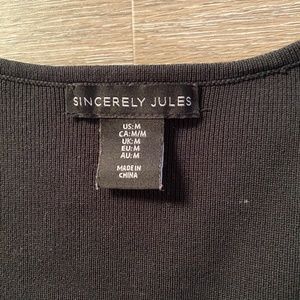 SINCERELY JULES
US:M
CA:M/M
UK:M
EU:M
AU:M
MADE IN
CHINA